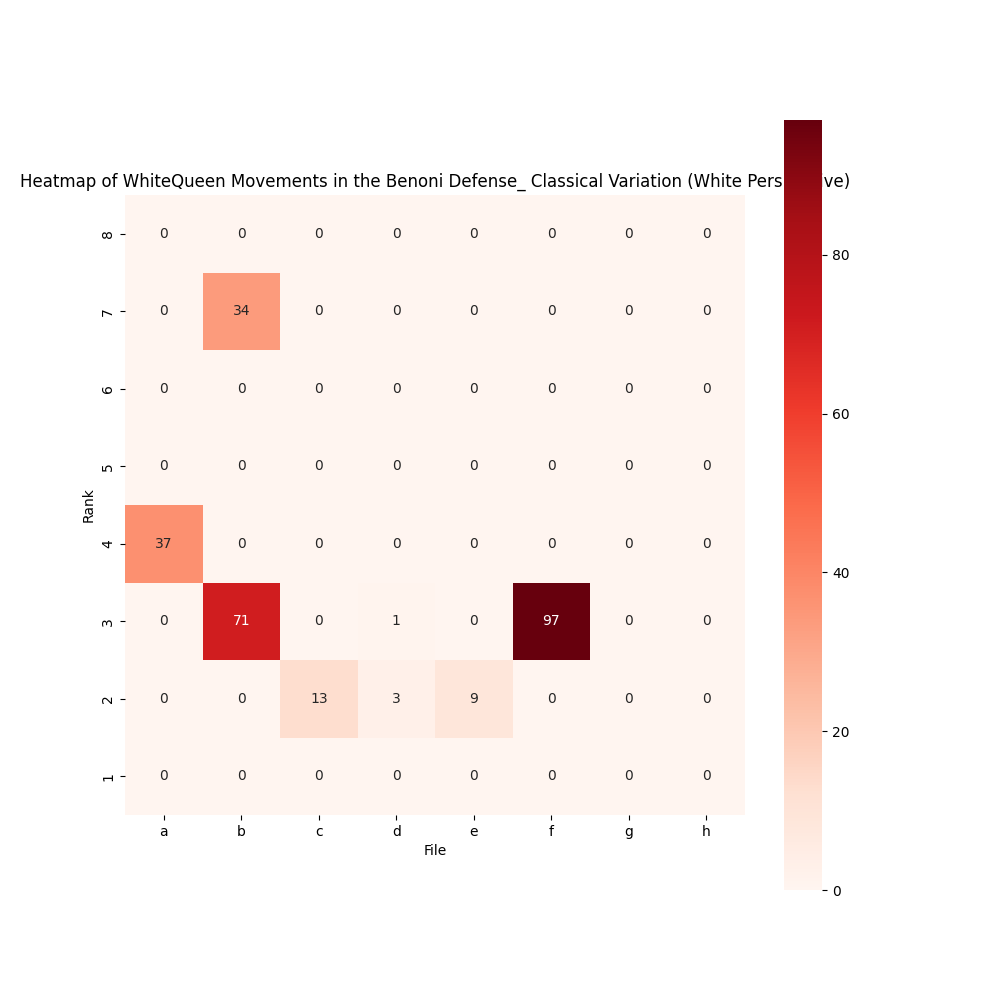 Heatmap of WhiteQueen Movements in the Benoni Defense_ Classical Variation (White Pers ve)
8 0 0 0 0 0 0 0 0
80
7 0 34 0 0 0 0 0 0
6 0 0 0 0 0 0 0 0
60
5 0 0 0 0 0 0 0 0
Rank
4 37 0 0 0 0 0 0 0
40
3 0 71 0 1 0 97 0 0
2 0 0 13 3 9 0 0 0
20
1 0 0 0 0 0 0 0 0
a b c d e f g h
File
0